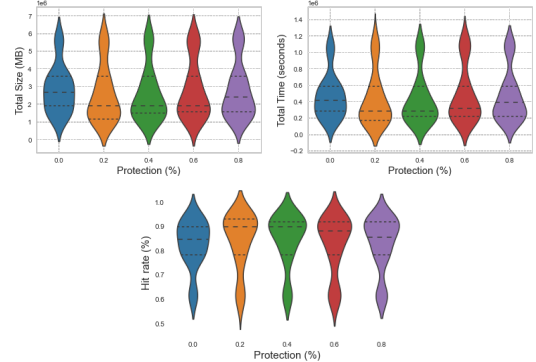 1e6
7
6
5
4
3
2
1
0
Total Size (MB)
0.0 0.2 0.4 0.6 0.8
Protection (%)
1e6
1.4
1.2
1.0
0.8
0.6
0.4
0.2
0.0
−0.2
Total Time (seconds)
0.0 0.2 0.4 0.6 0.8
Protection (%)
1.0
0.9
0.8
0.7
0.6
0.5
Hit rate (%)
0.0 0.2 0.4 0.6 0.8
Protection (%)